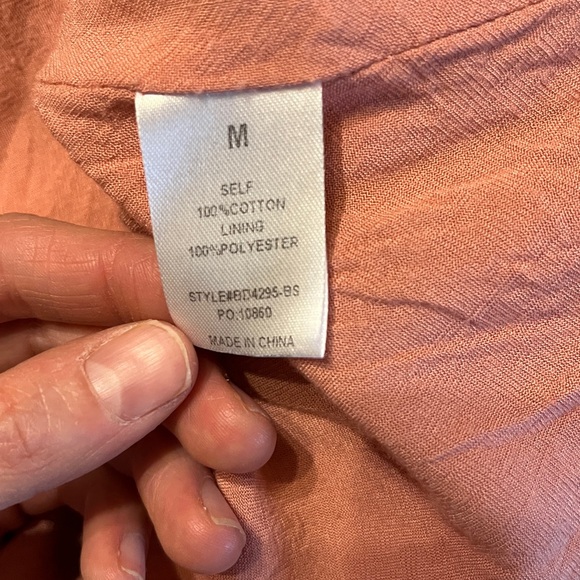 M
SELF
100%COTTON
LINING
100%POLYESTER
STYLE#BD4295-BS
PO:10860
MADE IN CHINA